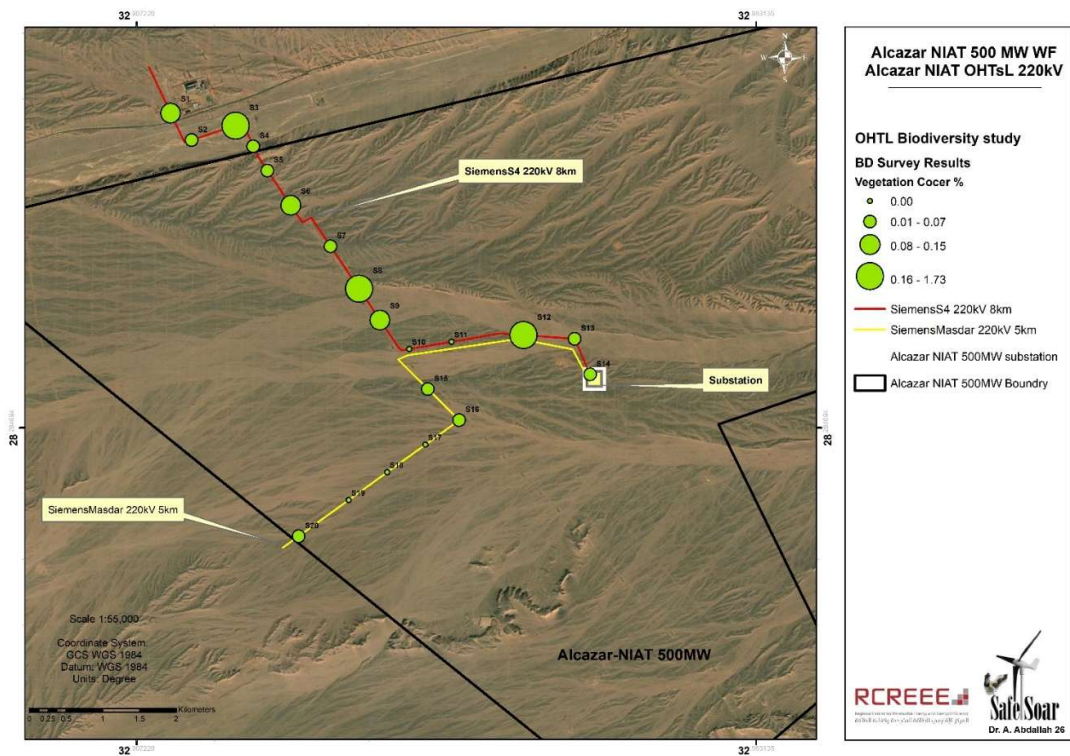 32
32
S1
S2
S3
S4
S5
S6
SiemensS4 220kV 8km
S7
S8
S9
S10
S11
S12
S13
S14
Substation
S15
S16
28
28
S17
S18
S19
SiemensMasdar 220kV 5km
S20
Scale 1:55,000
Coordinate System
GCS WGS 1984
Datum: WGS 1984
Units: Degree
Kilometers
0 0.25 0.5 1 1.5 2
Alcazar-NIAT 500MW
32
32
Alcazar NIAT 500 MW WF
Alcazar NIAT OHTsL 220kV
OHTL Biodiversity study
BD Survey Results
Vegetation Cocer %
0.00
0.01 - 0.07
0.08 - 0.15
0.16 - 1.73
SiemensS4 220kV 8km
SiemensMasdar 220kV 5km
Alcazar NIAT 500MW substation
Alcazar NIAT 500MW Boundry
RCREEE
Safe Soar
Dr. A. Abdallah 26